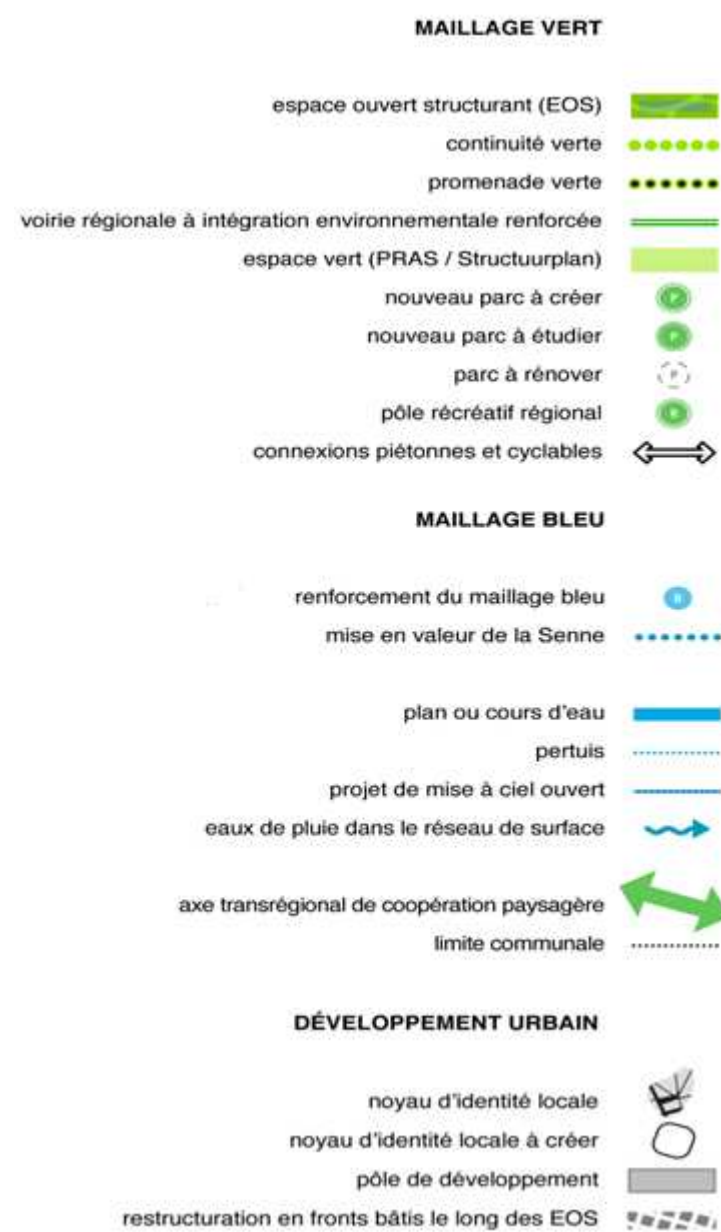 MAILLAGE VERT
espace ouvert structurant (EOS)
continuité verte
promenade verte
voirie régionale à intégration environnementale renforcée
espace vert (PRAS / Structuurplan)
nouveau parc à créer
nouveau parc à étudier
parc à rénover
pôle récréatif régional
connexions piétonnes et cyclables
MAILLAGE BLEU
renforcement du maillage bleu
mise en valeur de la Senne
plan ou cours d'eau
pertuis
projet de mise à ciel ouvert
eaux de pluie dans le réseau de surface
axe transrégional de coopération paysagère
limite communale
DÉVELOPPEMENT URBAIN
noyau d'identité locale
noyau d'identité locale à créer
pôle de développement
restructuration en fronts bâtis le long des EOS